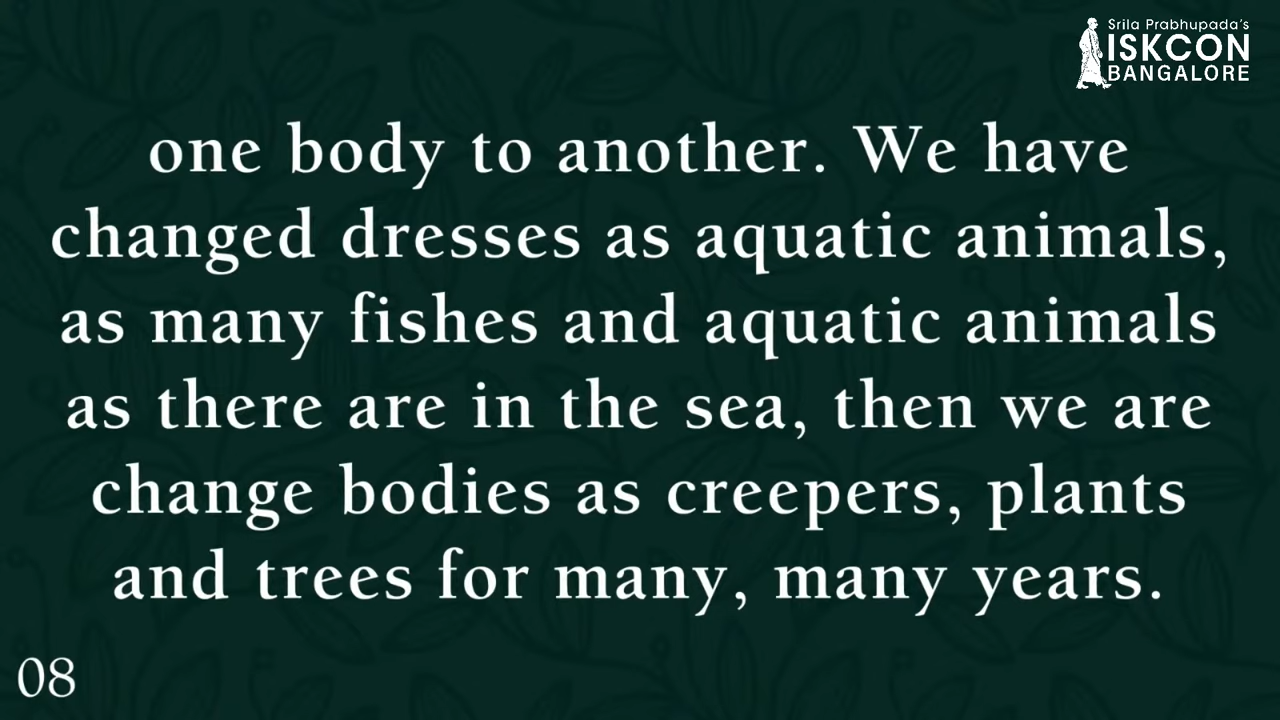 Srila Prabhupada's
ISKCON
BANGALORE
one body to another. We have
changed dresses as aquatic animals,
as many fishes and aquatic animals
as there are in the sea, then we are
change bodies as creepers, plants
and trees for many, many years.
08